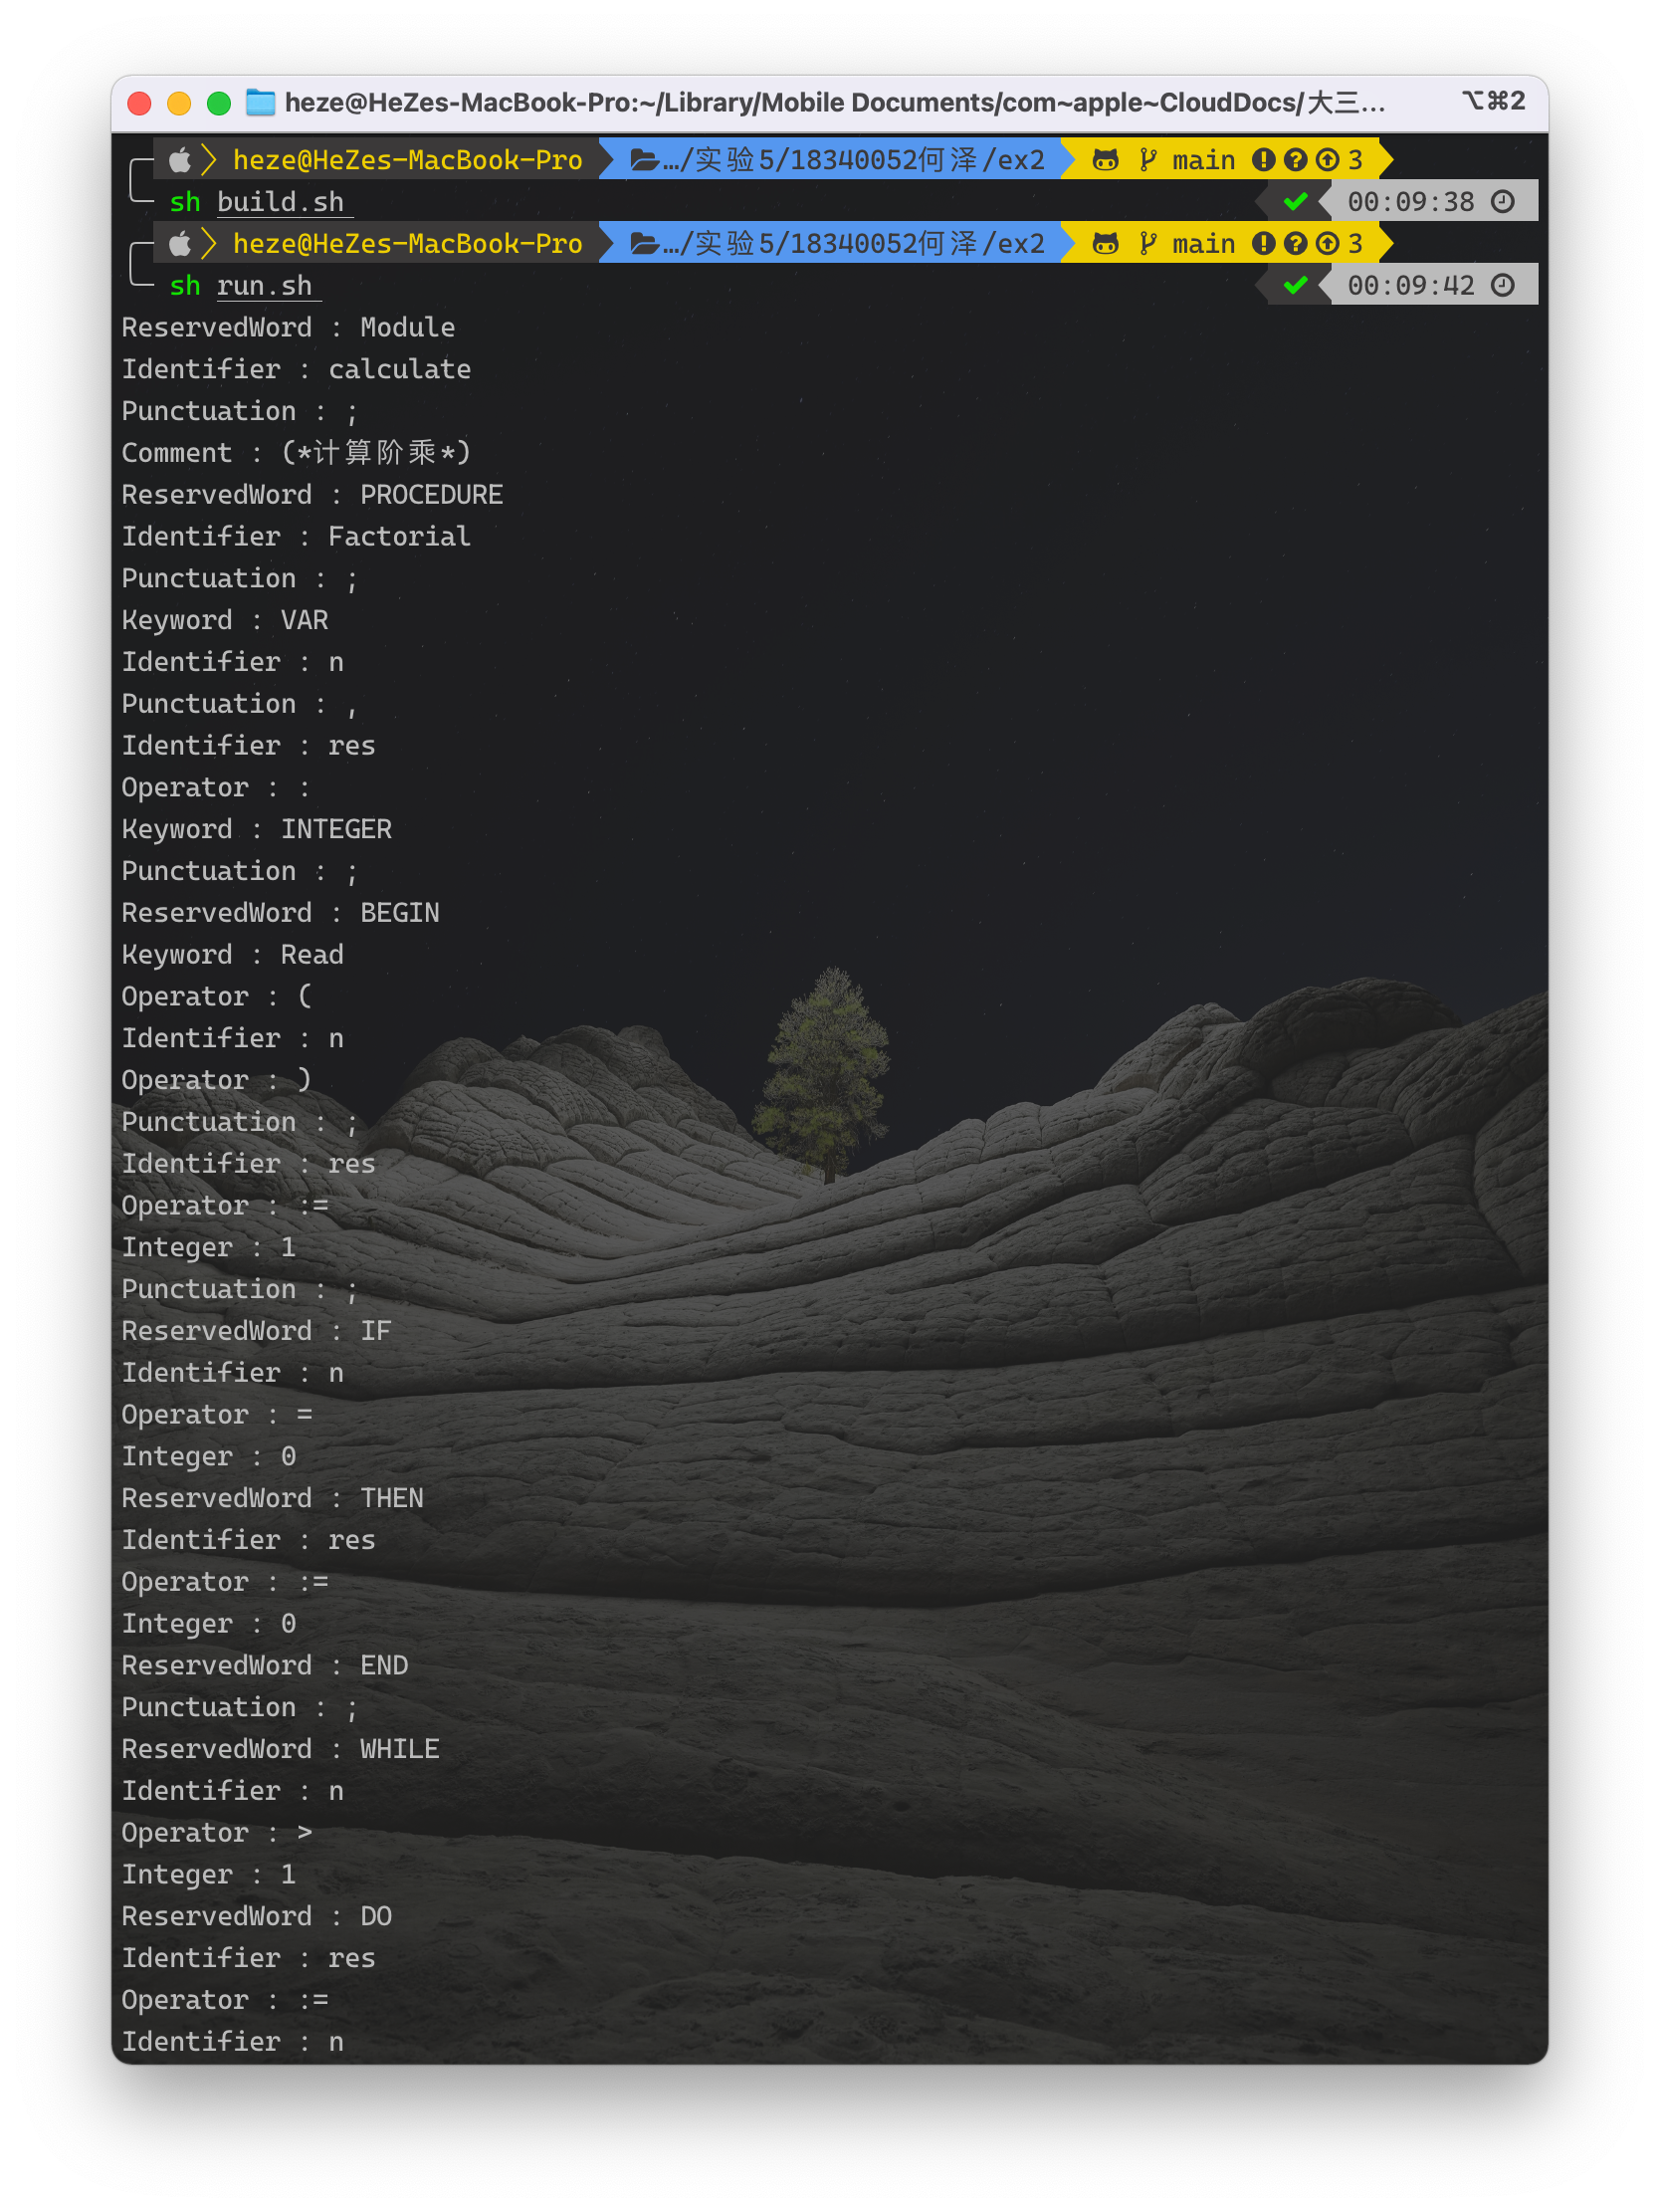 heze@HeZes-MacBook-Pro:~/Library/Mobile Documents/com~apple~CloudDocs/大三... ⌥⌘2
heze@HeZes-MacBook-Pro …/实验5/18340052何泽/ex2 main 3
sh build.sh 00:09:38
heze@HeZes-MacBook-Pro …/实验5/18340052何泽/ex2 main 3
sh run.sh 00:09:42
ReservedWord : Module
Identifier : calculate
Punctuation : ;
Comment : (*计算阶乘*)
ReservedWord : PROCEDURE
Identifier : Factorial
Punctuation : ;
Keyword : VAR
Identifier : n
Punctuation : ,
Identifier : res
Operator : :
Keyword : INTEGER
Punctuation : ;
ReservedWord : BEGIN
Keyword : Read
Operator : (
Identifier : n
Operator : )
Punctuation : ;
Identifier : res
Operator : :=
Integer : 1
Punctuation : ;
ReservedWord : IF
Identifier : n
Operator : =
Integer : 0
ReservedWord : THEN
Identifier : res
Operator : :=
Integer : 0
ReservedWord : END
Punctuation : ;
ReservedWord : WHILE
Identifier : n
Operator : >
Integer : 1
ReservedWord : DO
Identifier : res
Operator : :=
Identifier : n